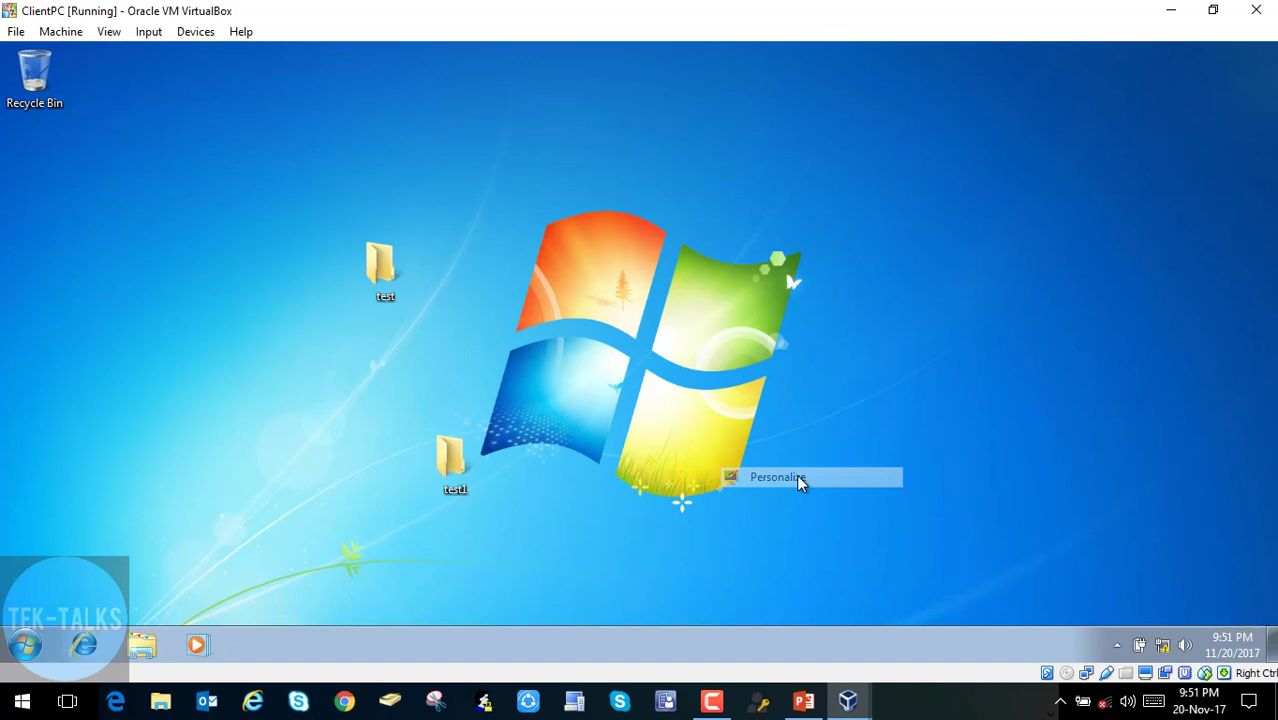 ClientPC [Running] - Oracle VM VirtualBox
File Machine View Input Devices Help
Recycle Bin
test
test1
Personalize
TEK-TALKS
9:51 PM
11/20/2017
Right Ctrl
9:51 PM
20-Nov-17